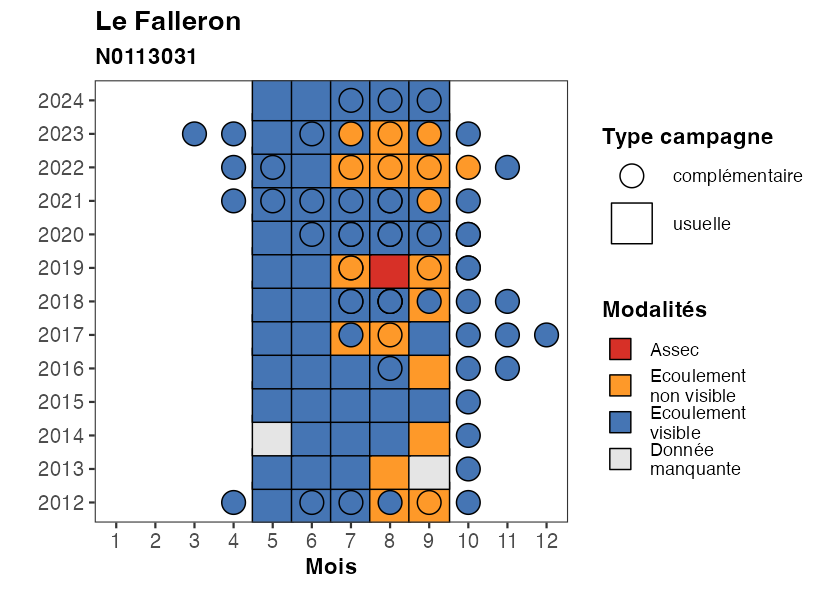 Le Falleron
N0113031
2024
2023
2022
2021
2020
2019
2018
2017
2016
2015
2014
2013
2012
1 2 3 4 5 6 7 8 9 10 11 12
Mois
Type campagne
complémentaire
usuelle
Modalités
Assec
Ecoulement
non visible
Ecoulement
visible
Donnée
manquante